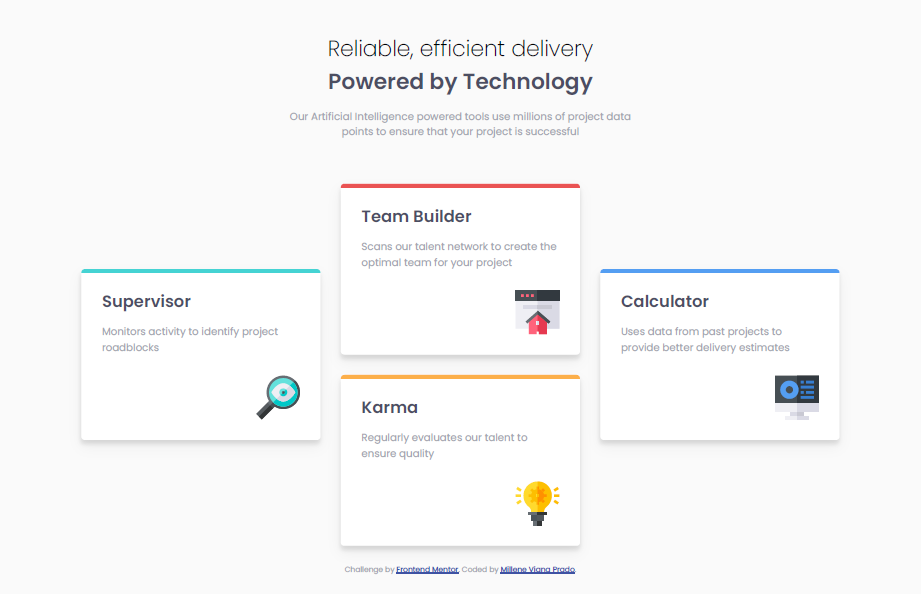 Reliable, efficient delivery
Powered by Technology
Our Artificial Intelligence powered tools use millions of project data
points to ensure that your project is successful
Team Builder
Scans our talent network to create the
optimal team for your project
Supervisor
Monitors activity to identify project
roadblocks
Calculator
Uses data from past projects to
provide better delivery estimates
Karma
Regularly evaluates our talent to
ensure quality
Challenge by Frontend Mentor. Coded by Millene Viana Prado.